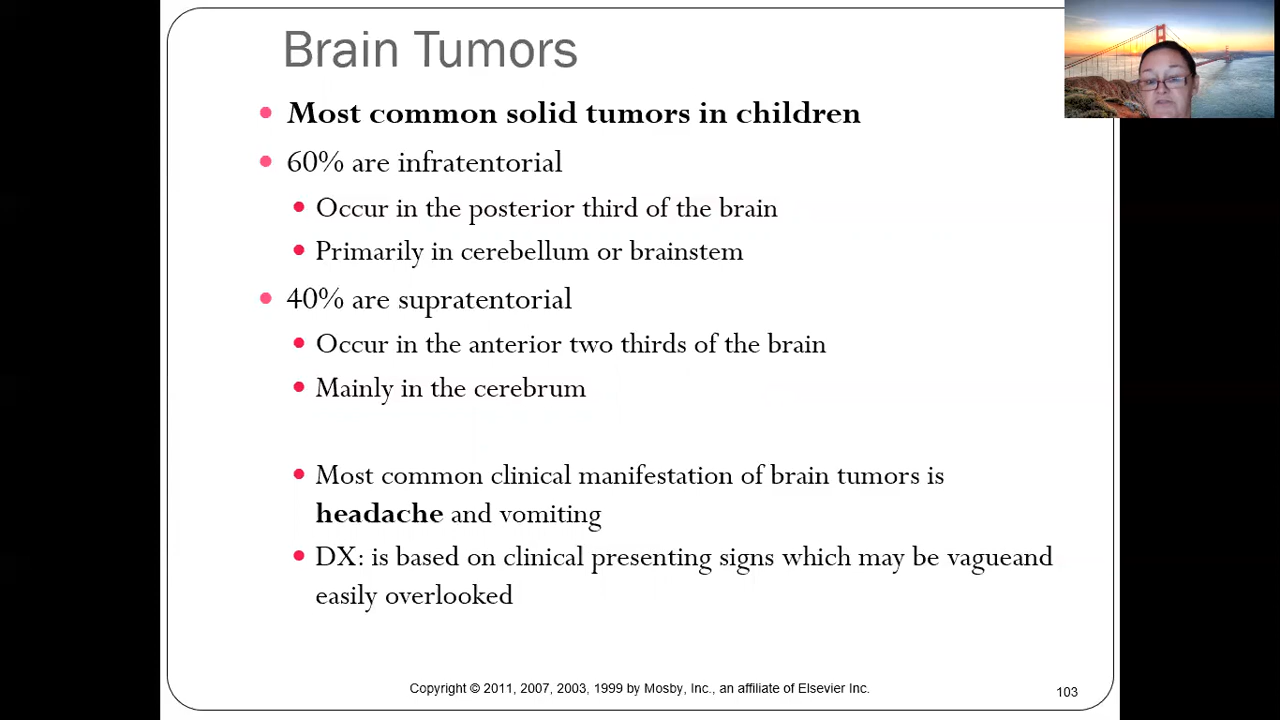 Brain Tumors
Most common solid tumors in children
60% are infratentorial
Occur in the posterior third of the brain
Primarily in cerebellum or brainstem
40% are supratentorial
Occur in the anterior two thirds of the brain
Mainly in the cerebrum
Most common clinical manifestation of brain tumors is
headache and vomiting
DX: is based on clinical presenting signs which may be vagueand
easily overlooked
Copyright © 2011, 2007, 2003, 1999 by Mosby, Inc., an affiliate of Elsevier Inc.
103